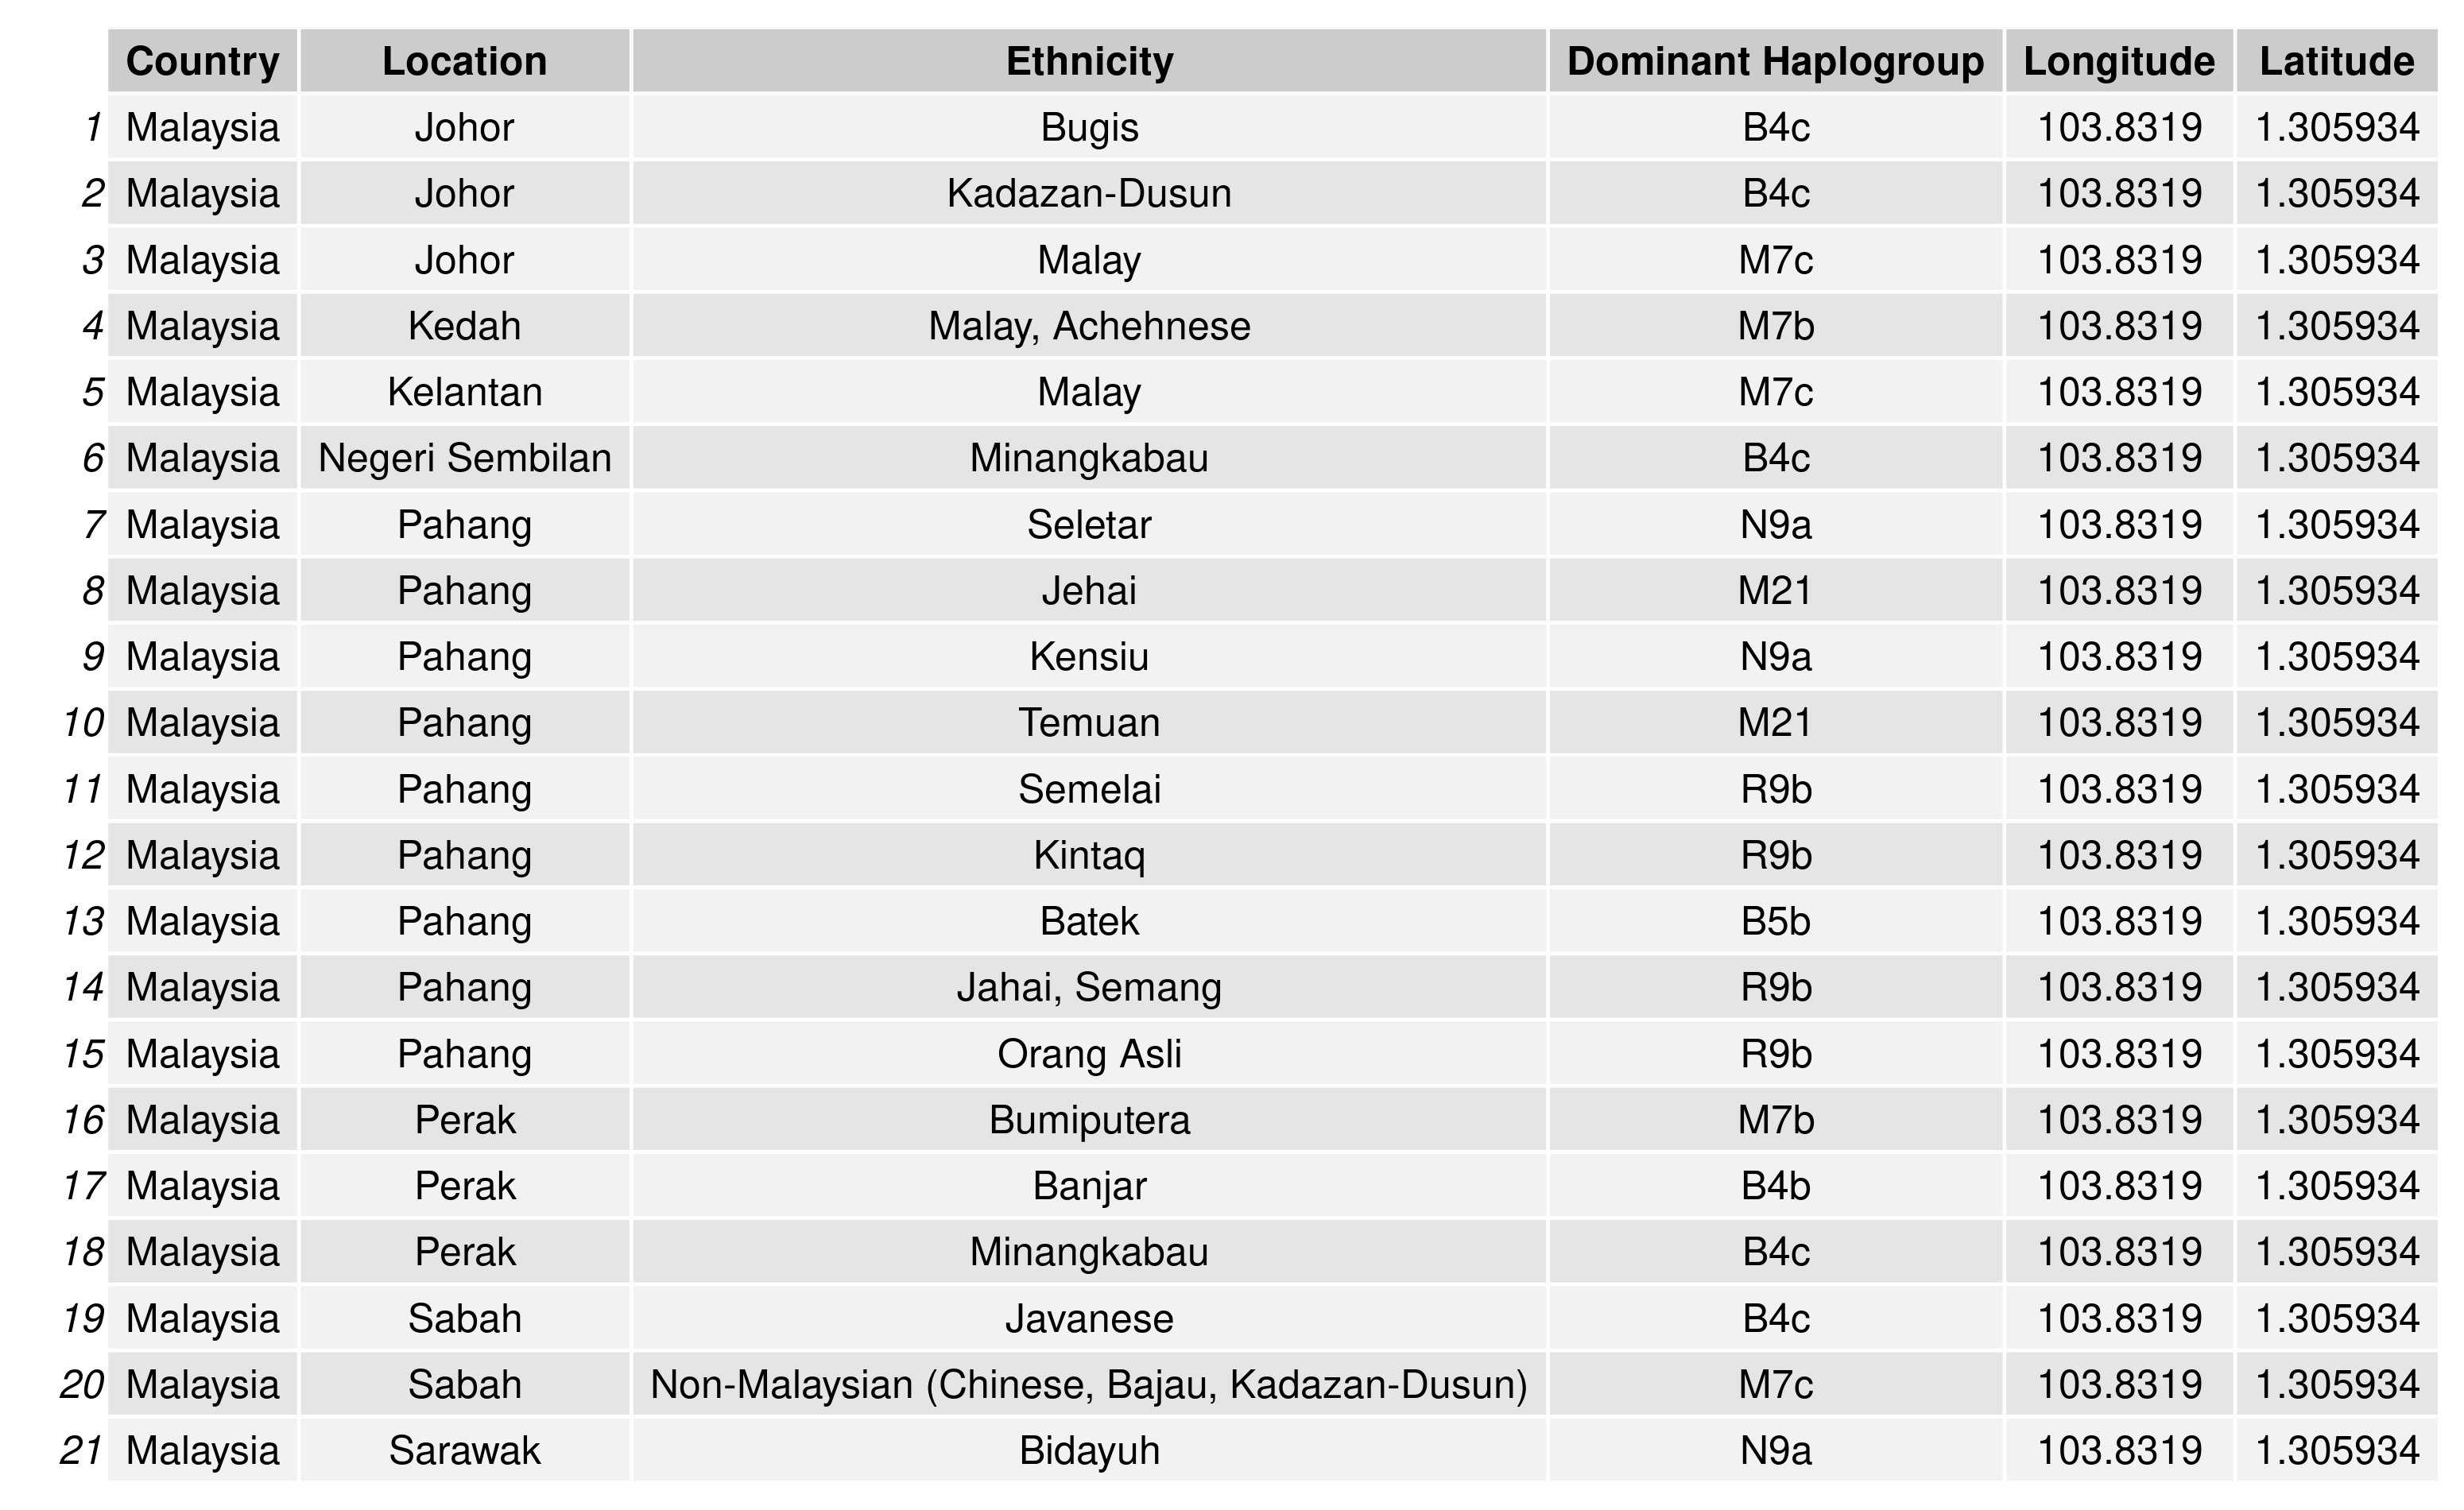 Country Location Ethnicity Dominant Haplogroup Longitude Latitude
1 Malaysia Johor Bugis B4c 103.8319 1.305934
2 Malaysia Johor Kadazan-Dusun B4c 103.8319 1.305934
3 Malaysia Johor Malay M7c 103.8319 1.305934
4 Malaysia Kedah Malay, Achehnese M7b 103.8319 1.305934
5 Malaysia Kelantan Malay M7c 103.8319 1.305934
6 Malaysia Negeri Sembilan Minangkabau B4c 103.8319 1.305934
7 Malaysia Pahang Seletar N9a 103.8319 1.305934
8 Malaysia Pahang Jehai M21 103.8319 1.305934
9 Malaysia Pahang Kensiu N9a 103.8319 1.305934
10 Malaysia Pahang Temuan M21 103.8319 1.305934
11 Malaysia Pahang Semelai R9b 103.8319 1.305934
12 Malaysia Pahang Kintaq R9b 103.8319 1.305934
13 Malaysia Pahang Batek B5b 103.8319 1.305934
14 Malaysia Pahang Jahai, Semang R9b 103.8319 1.305934
15 Malaysia Pahang Orang Asli R9b 103.8319 1.305934
16 Malaysia Perak Bumiputera M7b 103.8319 1.305934
17 Malaysia Perak Banjar B4b 103.8319 1.305934
18 Malaysia Perak Minangkabau B4c 103.8319 1.305934
19 Malaysia Sabah Javanese B4c 103.8319 1.305934
20 Malaysia Sabah Non-Malaysian (Chinese, Bajau, Kadazan-Dusun) M7c 103.8319 1.305934
21 Malaysia Sarawak Bidayuh N9a 103.8319 1.305934